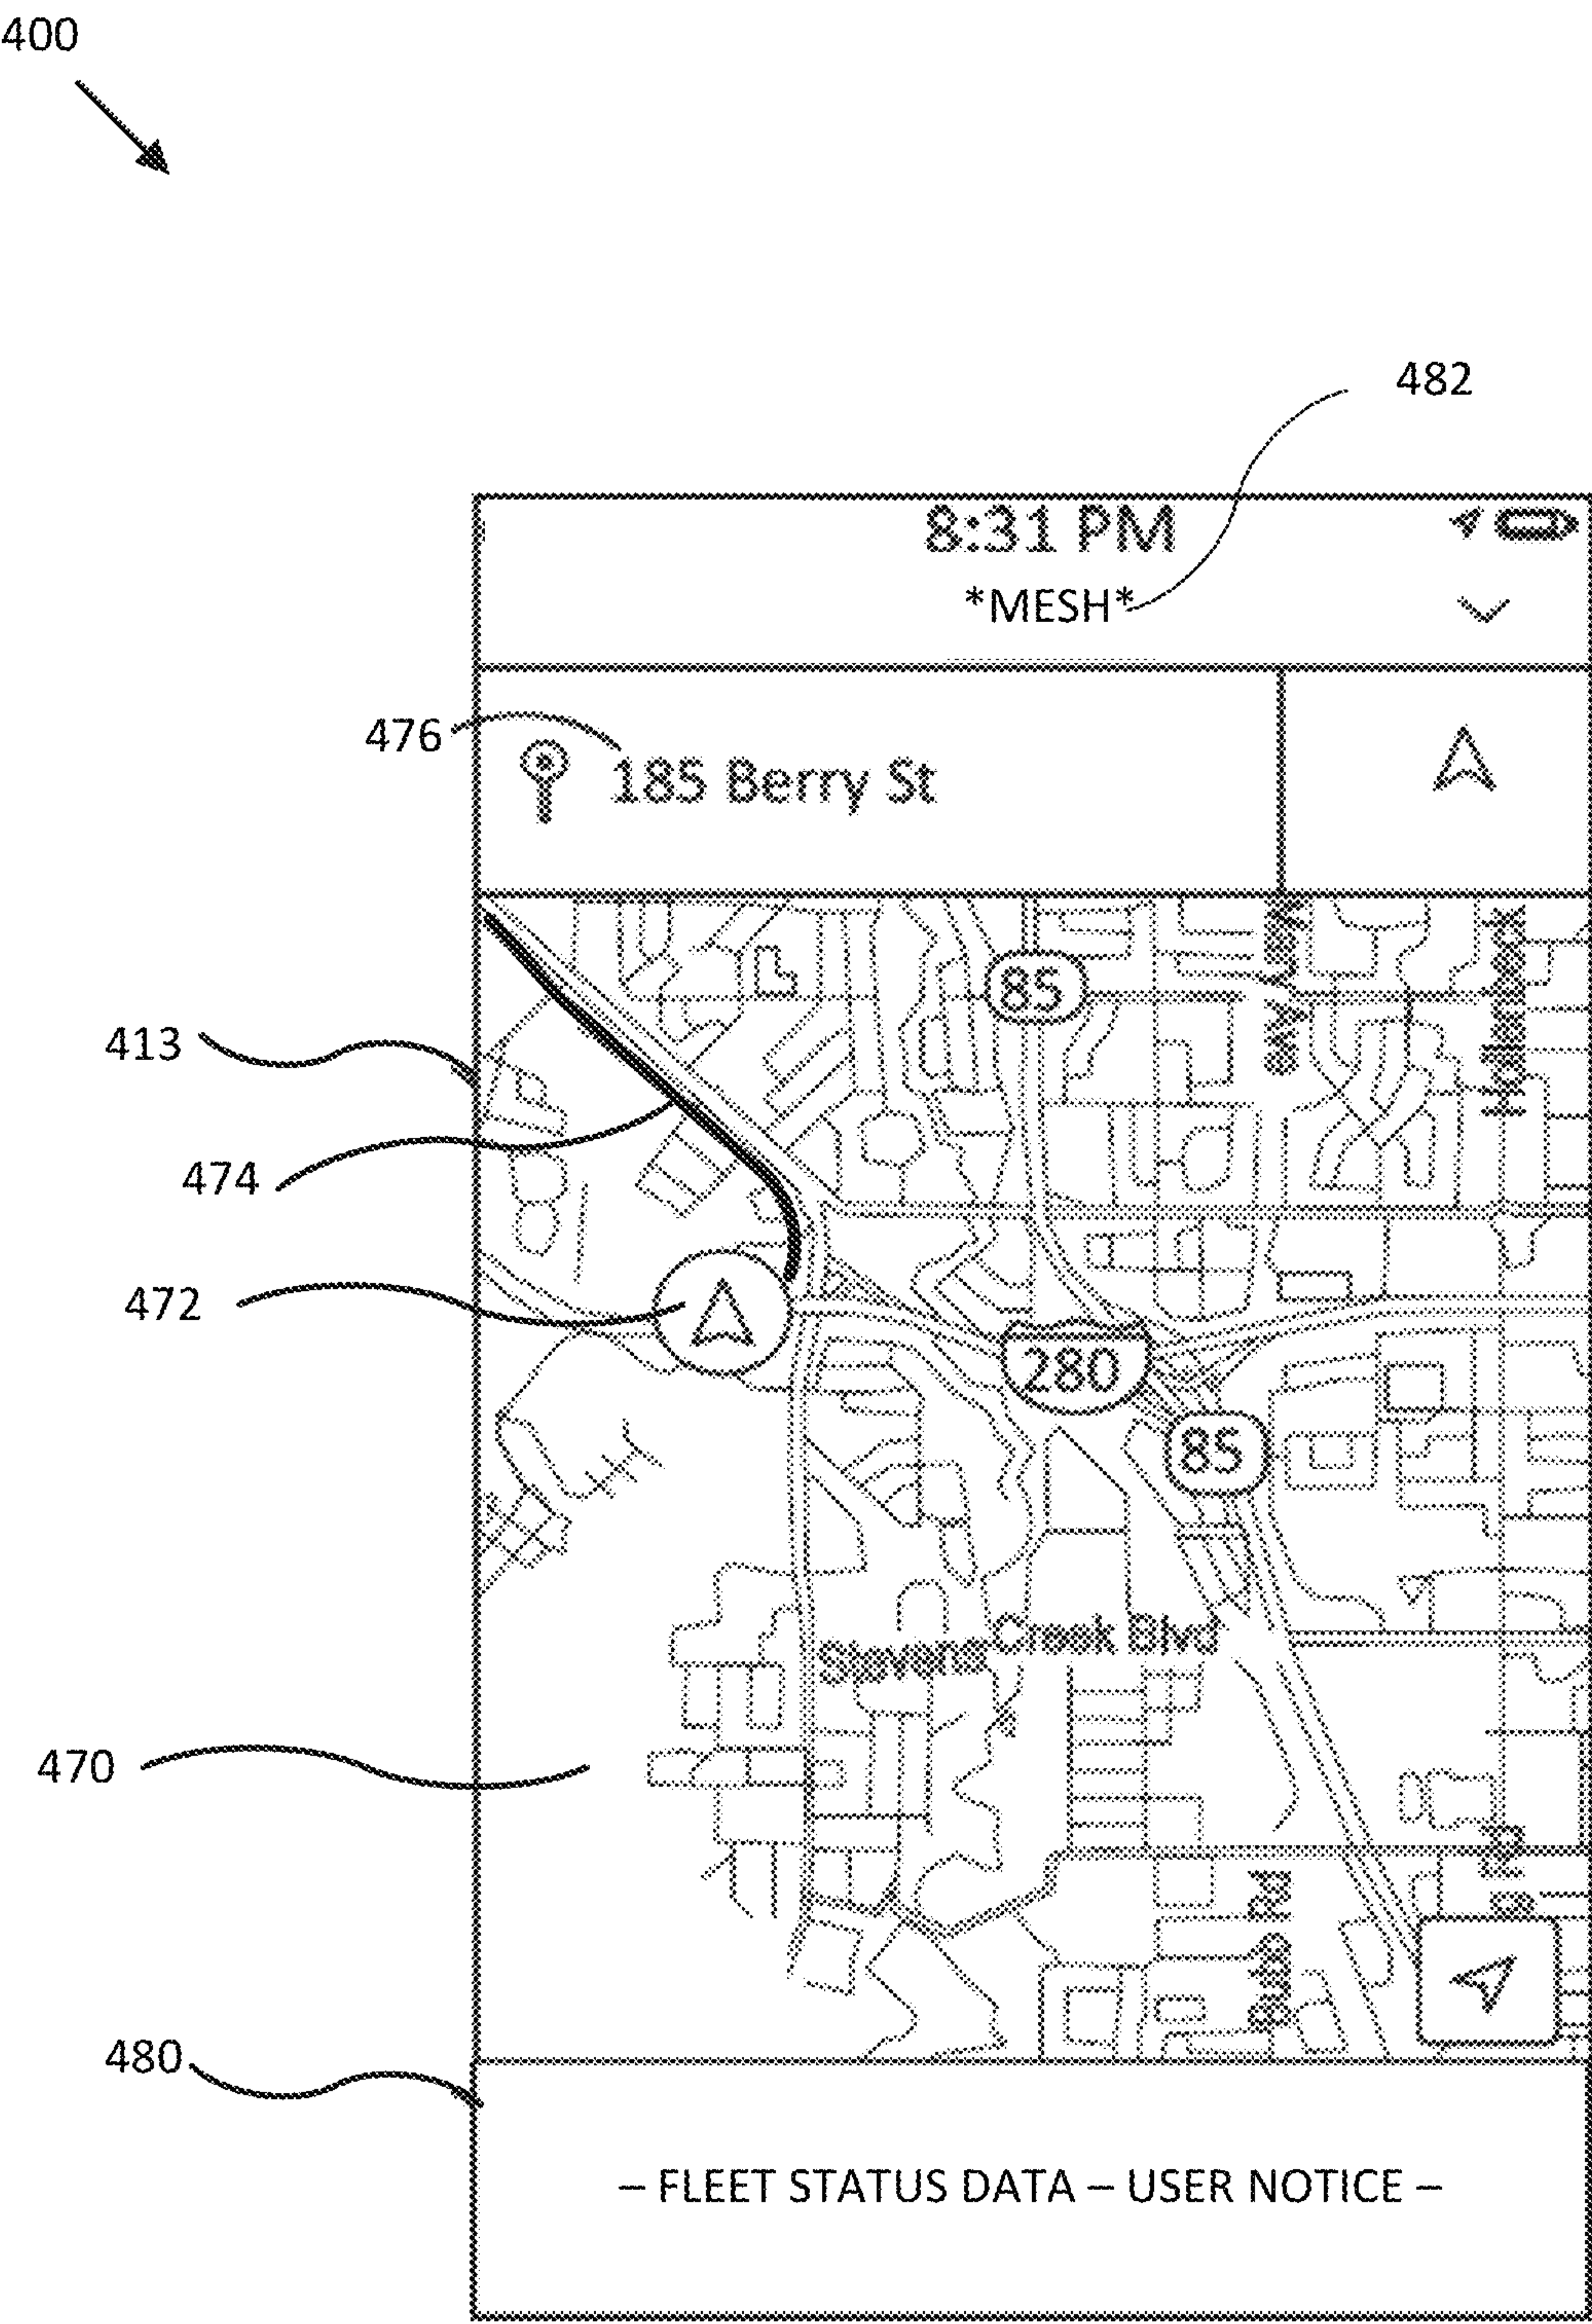 400
482
8:31 PM
*MESH*
476
185 Berry St
85
413
474
472
280
85
Stevens Creek Blvd
470
480
– FLEET STATUS DATA – USER NOTICE –